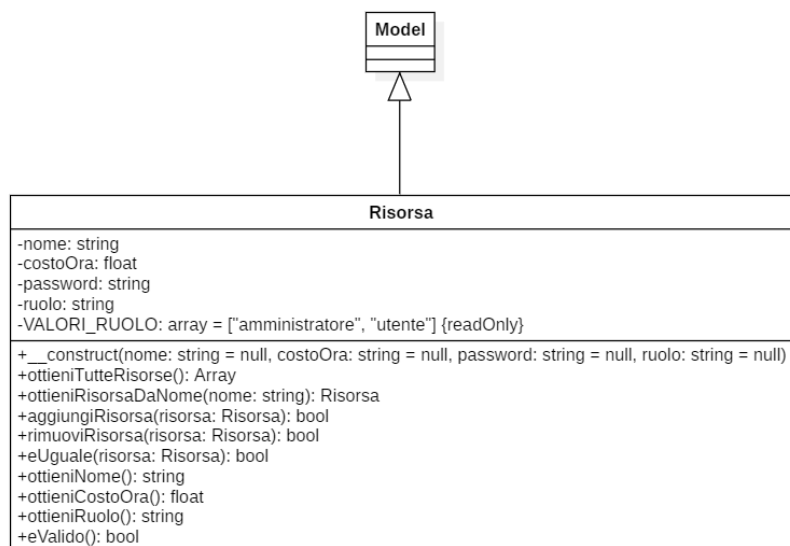 Model
Risorsa
-nome: string
-costoOra: float
-password: string
-ruolo: string
-VALORI_RUOLO: array = ["amministratore", "utente"] {readOnly}
+__construct(nome: string = null, costoOra: string = null, password: string = null, ruolo: string = null)
+ottieniTutteRisorse(): Array
+ottieniRisorsaDaNome(nome: string): Risorsa
+aggiungiRisorsa(risorsa: Risorsa): bool
+rimuoviRisorsa(risorsa: Risorsa): bool
+eUguale(risorsa: Risorsa): bool
+ottieniNome(): string
+ottieniCostoOra(): float
+ottieniRuolo(): string
+eValido(): bool